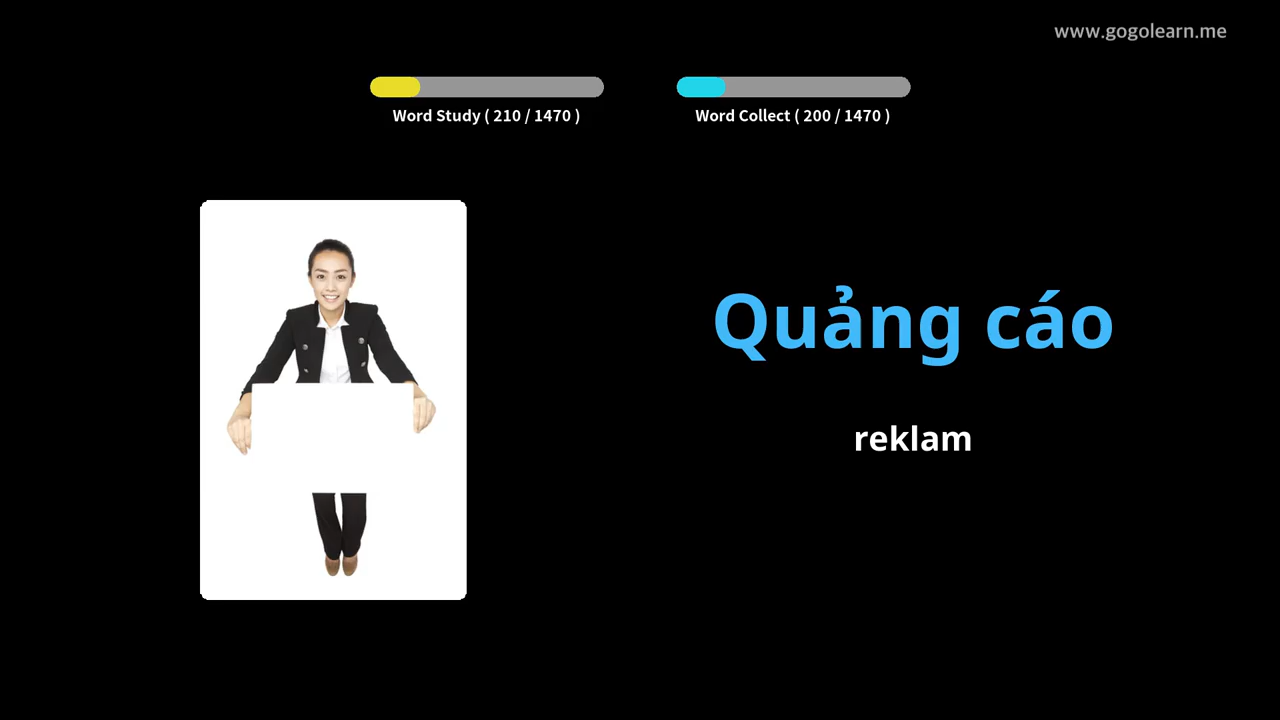 www.gogolearn.me
Word Study ( 210 / 1470 )
Word Collect ( 200 / 1470 )
Quảng cáo
reklam